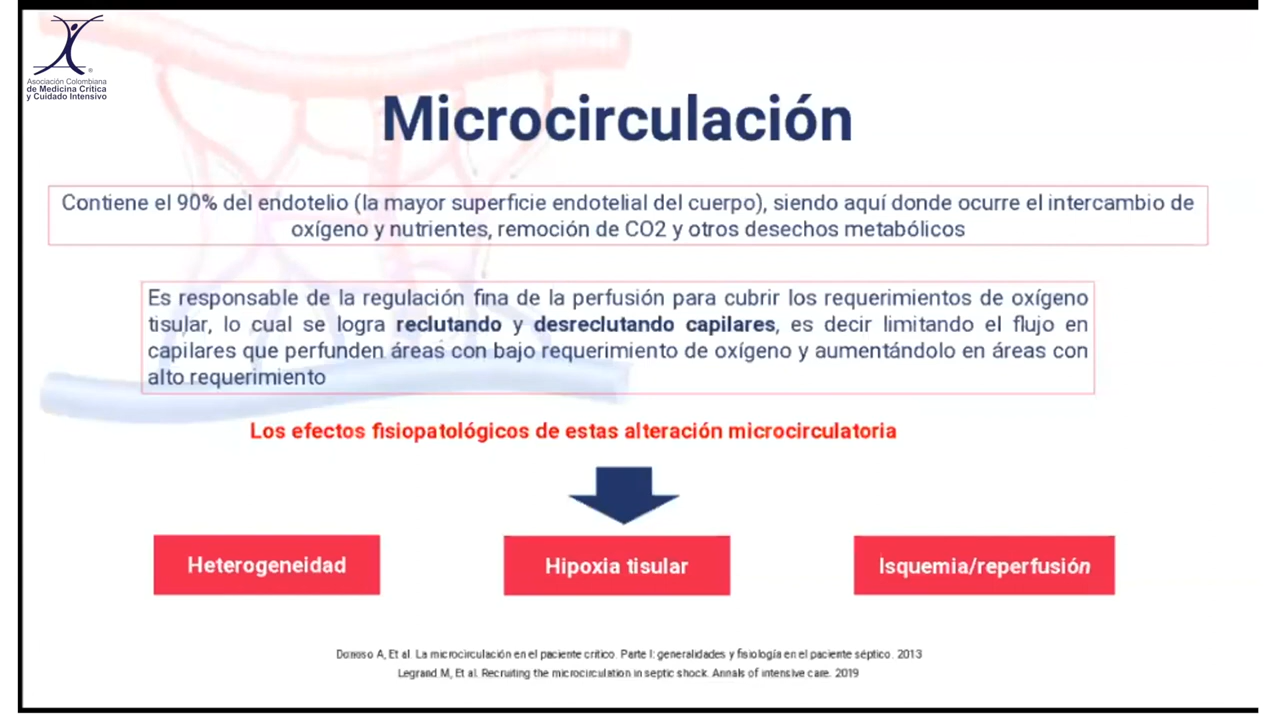 Asociación Colombiana
de Medicina Crítica
y Cuidado Intensivo
Microcirculación
Contiene el 90% del endotelio (la mayor superficie endotelial del cuerpo), siendo aquí donde ocurre el intercambio de
oxígeno y nutrientes, remoción de CO2 y otros desechos metabólicos
Es responsable de la regulación fina de la perfusión para cubrir los requerimientos de oxígeno
tisular, lo cual se logra reclutando y desreclutando capilares, es decir limitando el flujo en
capilares que perfunden áreas con bajo requerimiento de oxígeno y aumentándolo en áreas con
alto requerimiento
Los efectos fisiopatológicos de estas alteración microcirculatoria
Heterogeneidad
Hipoxia tisular
Isquemia/reperfusión
Donoso A, Et al. La microcirculación en el paciente crítico. Parte I: generalidades y fisiología en el paciente séptico. 2013
Legrand M, Et al. Recruiting the microcirculation in septic shock. Annals of intensive care. 2019